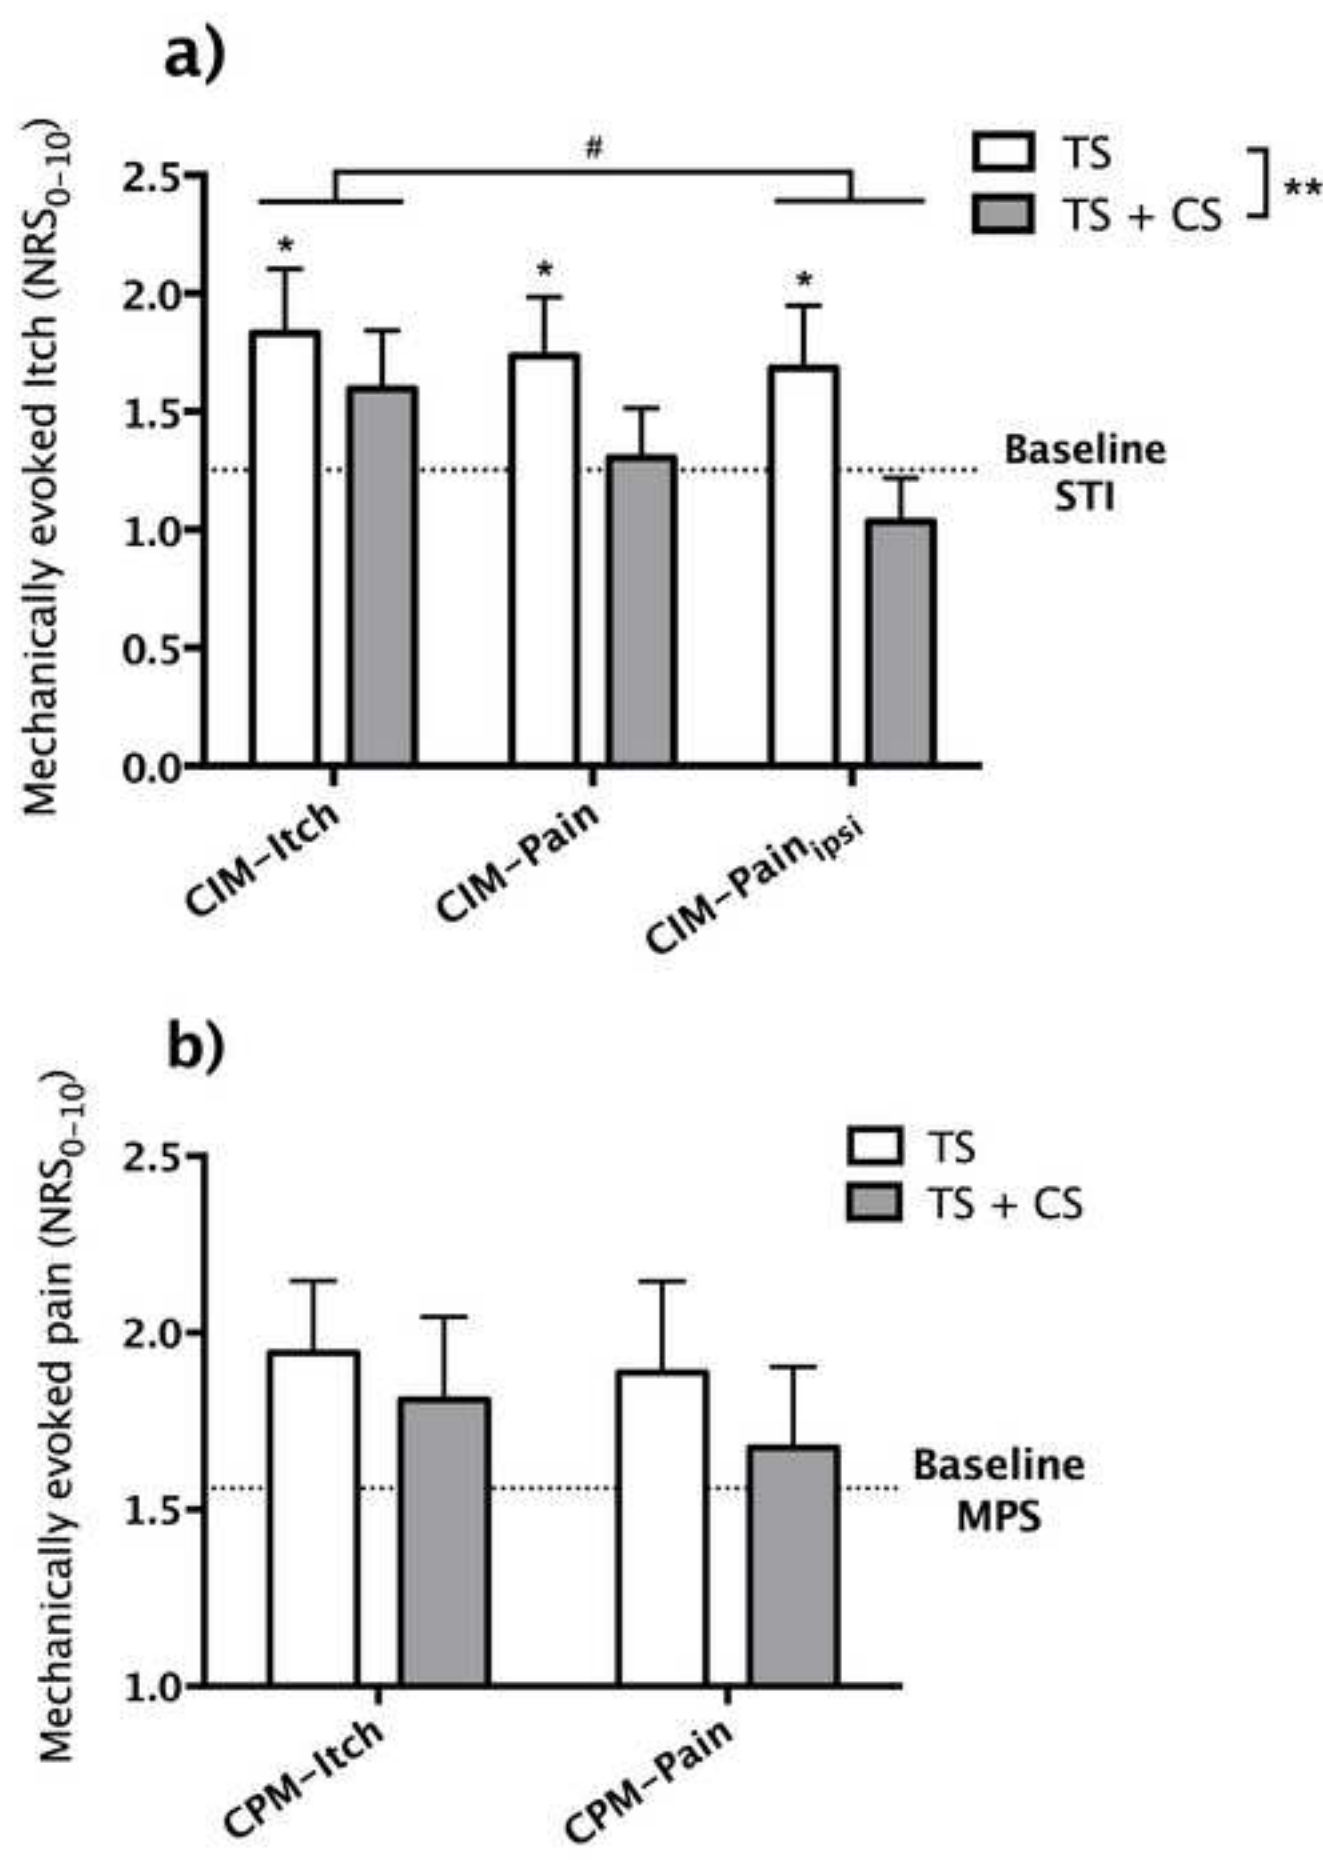 a)
Mechanically evoked Itch (NRS0–10)
#
TS
TS + CS
**
2.5
2.0
1.5
1.0
0.5
0.0
*
*
*
Baseline
STI
CIM–Itch
CIM–Pain
CIM–Painipsi
b)
Mechanically evoked pain (NRS0–10)
TS
TS + CS
2.5
2.0
1.5
1.0
Baseline
MPS
CPM–Itch
CPM–Pain